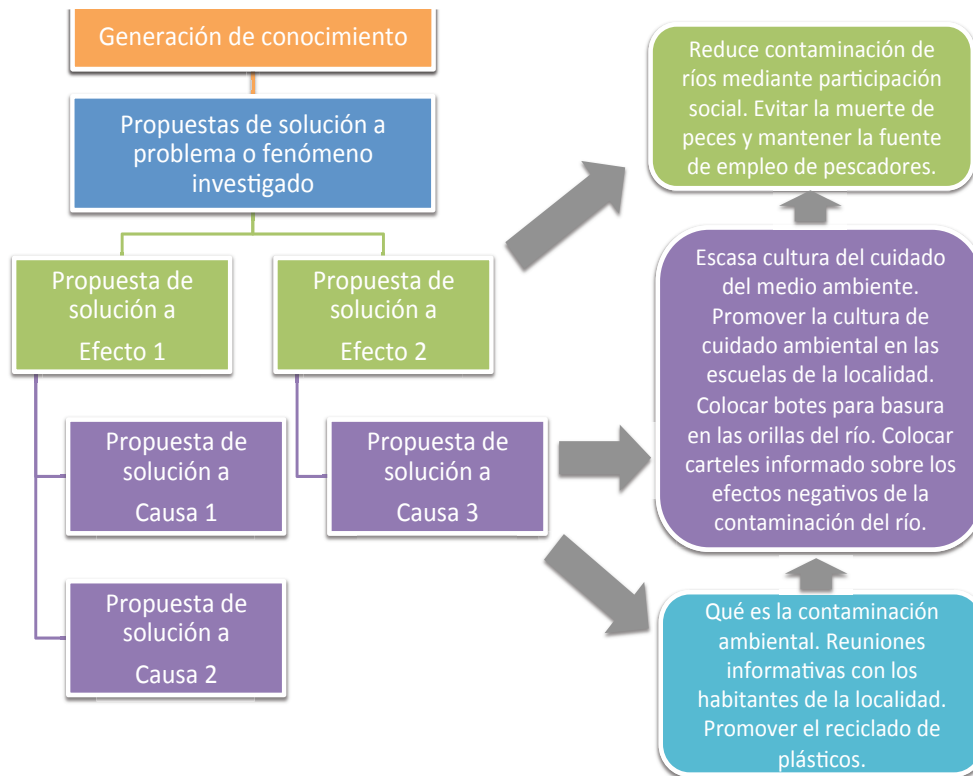 Generación de conocimiento
Propuestas de solución a
problema o fenómeno
investigado
Propuesta de
solución a
Efecto 1
Propuesta de
solución a
Efecto 2
Propuesta de
solución a
Causa 1
Propuesta de
solución a
Causa 3
Propuesta de
solución a
Causa 2
Reduce contaminación de
ríos mediante participación
social. Evitar la muerte de
peces y mantener la fuente
de empleo de pescadores.
Escasa cultura del cuidado
del medio ambiente.
Promover la cultura de
cuidado ambiental en las
escuelas de la localidad.
Colocar botes para basura
en las orillas del río. Colocar
carteles informado sobre los
efectos negativos de la
contaminación del río.
Qué es la contaminación
ambiental. Reuniones
informativas con los
habitantes de la localidad.
Promover el reciclado de
plásticos.